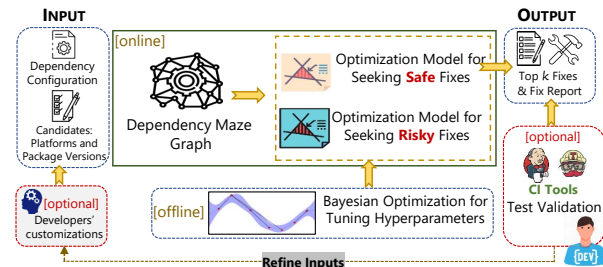 INPUT
Dependency
Configuration
Candidates:
Platforms and
Package Versions
[optional]
Developers'
customizations
[online]
Dependency Maze
Graph
Optimization Model for
Seeking Safe Fixes
Optimization Model for
Seeking Risky Fixes
[offline]
Bayesian Optimization for
Tuning Hyperparameters
OUTPUT
Top k Fixes
& Fix Report
[optional]
CI Tools
Test Validation
{DEV}
Refine Inputs